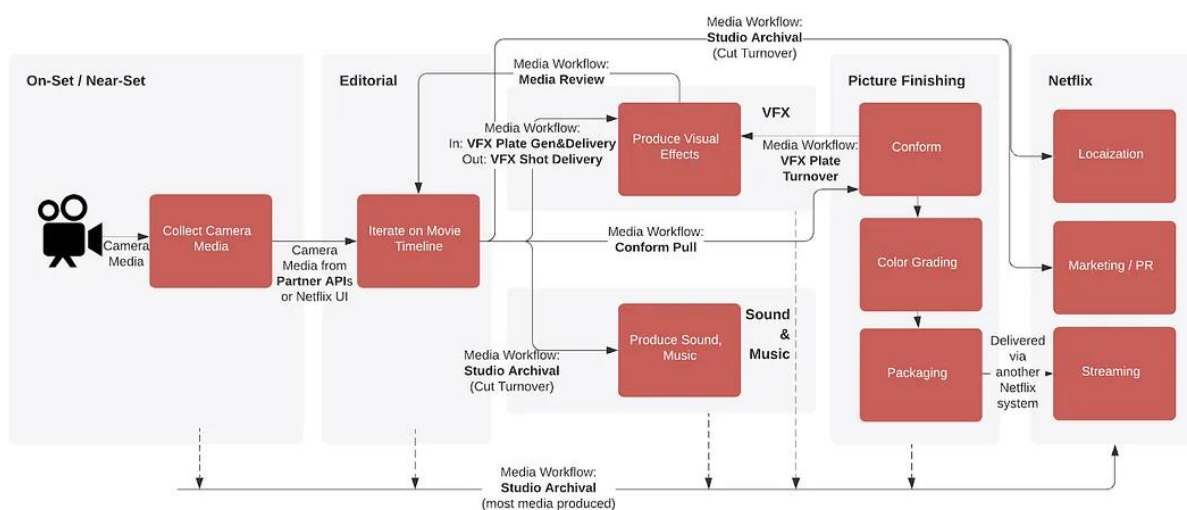 Media Workflow:
Studio Archival
(Cut Turnover)
On-Set / Near-Set
Editorial
Media Workflow:
Media Review
VFX
Picture Finishing
Netflix
Media Workflow:
In: VFX Plate Gen&Delivery
Out: VFX Shot Delivery
Produce Visual
Effects
Media Workflow:
VFX Plate
Turnover
Conform
Locaization
Camera
Media
Collect Camera
Media
Camera
Media from
Partner APIs
or Netflix UI
Iterate on Movie
Timeline
Media Workflow:
Conform Pull
Color Grading
Marketing / PR
Sound
&
Music
Produce Sound,
Music
Media Workflow:
Studio Archival
(Cut Turnover)
Packaging
Delivered
via
another
Netflix
system
Streaming
Media Workflow:
Studio Archival
(most media produced)